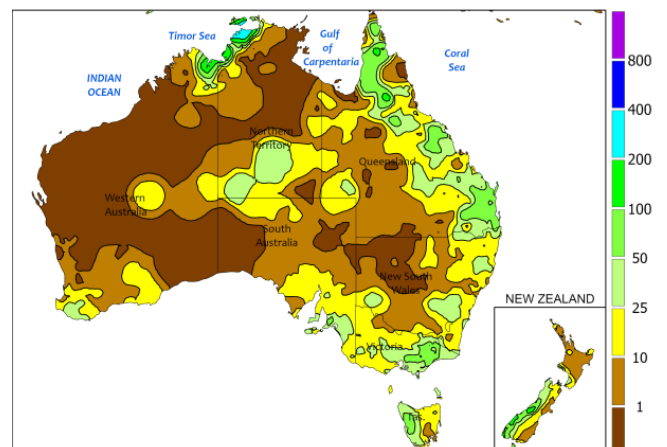 Timor Sea
Gulf
of
Carpentaria
Coral
Sea
INDIAN
OCEAN
Northern
Territory
Queensland
Western
Australia
South
Australia
New South
Wales
Victoria
Tas.
NEW ZEALAND
800
400
200
100
50
25
10
1